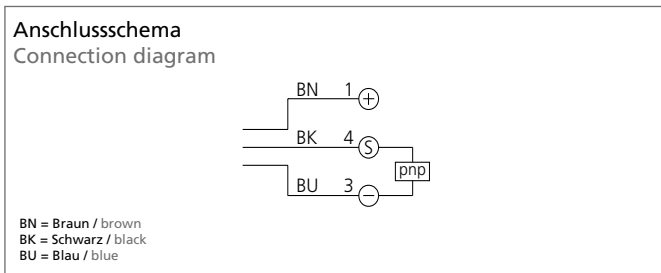 Anschlussschema
Connection diagram
BN 1 +
BK 4 S
pnp
BU 3 −
BN = Braun / brown
BK = Schwarz / black
BU = Blau / blue